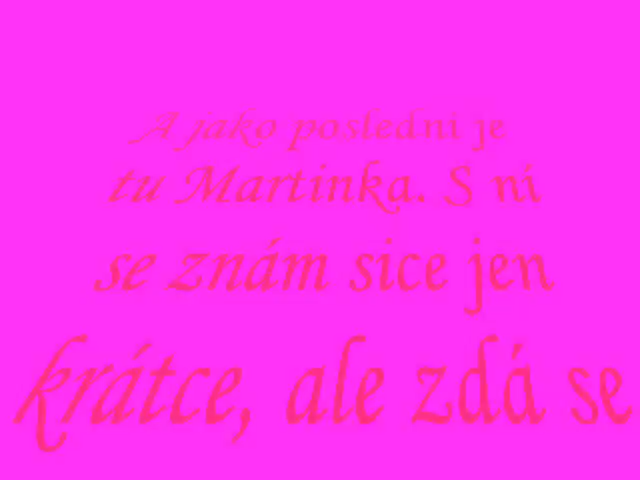 A jako poslední je
tu Martinka. S ní
se znám sice jen
krátce, ale zdá se